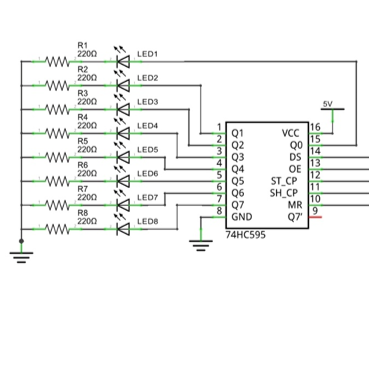 R1
220Ω
LED1
R2
220Ω
LED2
R3
220Ω
LED3
R4
220Ω
LED4
R5
220Ω
LED5
R6
220Ω
LED6
R7
220Ω
LED7
R8
220Ω
LED8
5V
1 Q1 VCC 16
2 Q2 Q0 15
3 Q3 DS 14
4 Q4 OE 13
5 Q5 ST_CP 12
6 Q6 SH_CP 11
7 Q7 MR 10
8 GND Q7' 9
74HC595